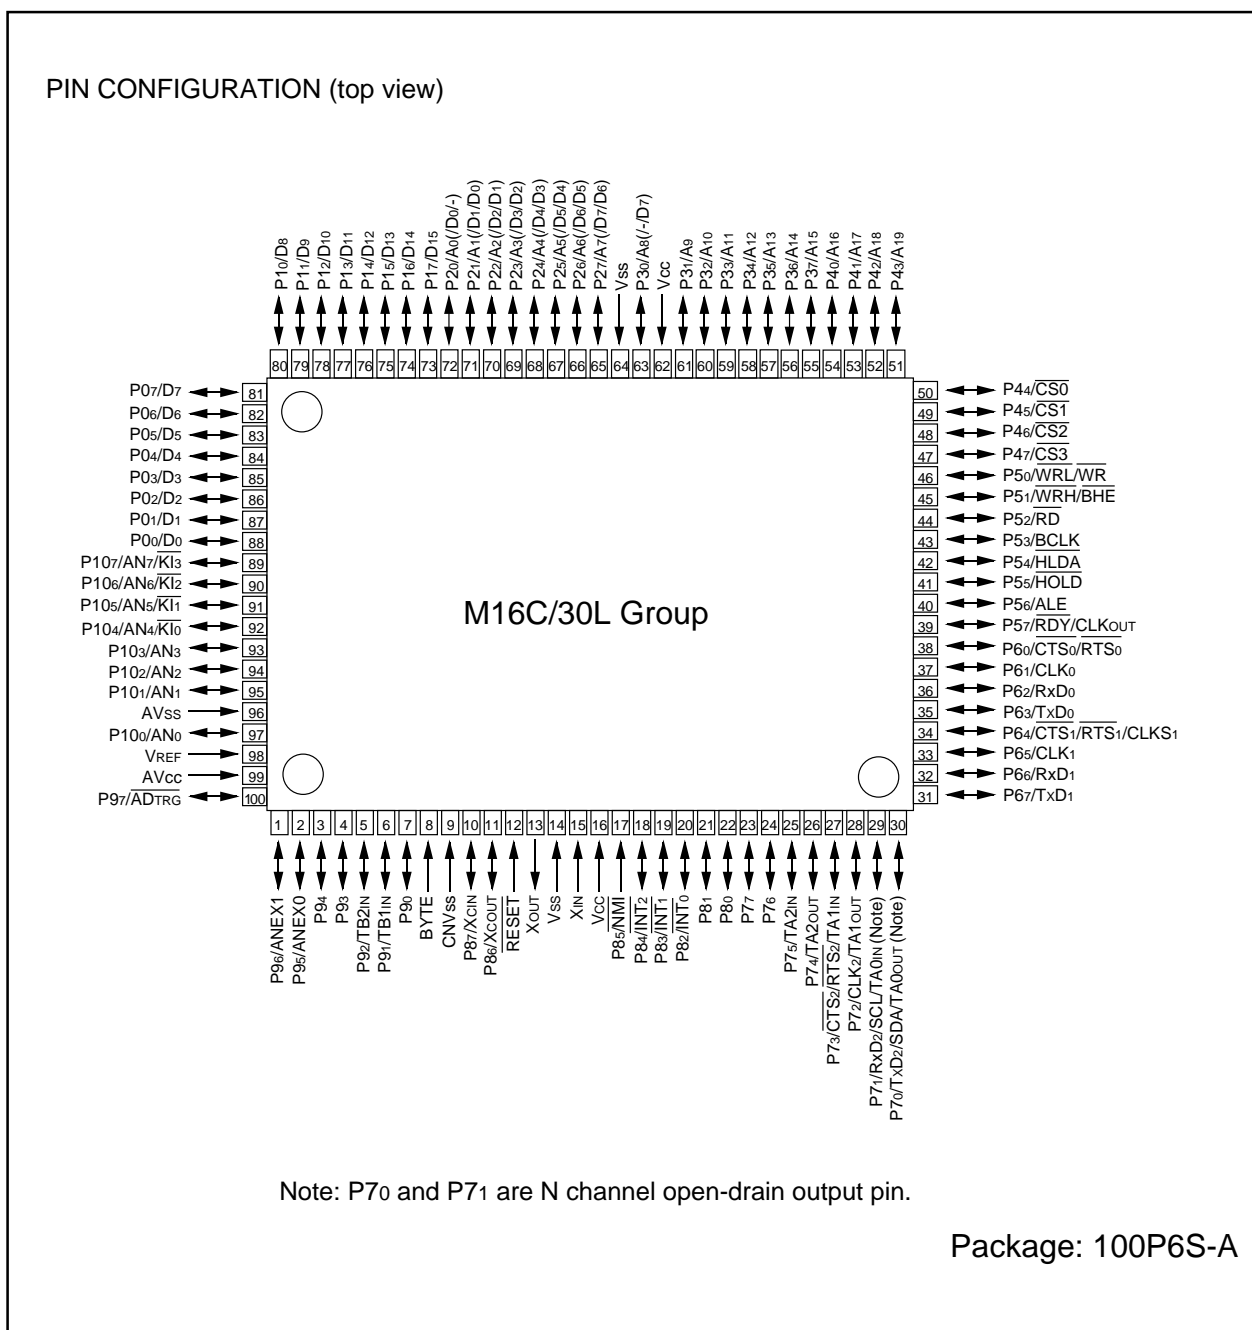 PIN CONFIGURATION (top view)
P10/D8
P11/D9
P12/D10
P13/D11
P14/D12
P15/D13
P16/D14
P17/D15
P20/A0(/D0/-)
P21/A1(/D1/D0)
P22/A2(/D2/D1)
P23/A3(/D3/D2)
P24/A4(/D4/D3)
P25/A5(/D5/D4)
P26/A6(/D6/D5)
P27/A7(/D7/D6)
Vss
P30/A8(/-/D7)
Vcc
P31/A9
P32/A10
P33/A11
P34/A12
P35/A13
P36/A14
P37/A15
P40/A16
P41/A17
P42/A18
P43/A19
80 79 78 77 76 75 74 73 72 71 70 69 68 67 66 65 64 63 62 61 60 59 58 57 56 55 54 53 52 51
P07/D7 81
P06/D6 82
P05/D5 83
P04/D4 84
P03/D3 85
P02/D2 86
P01/D1 87
P00/D0 88
P107/AN7/KI3 89
P106/AN6/KI2 90
P105/AN5/KI1 91
P104/AN4/KI0 92
P103/AN3 93
P102/AN2 94
P101/AN1 95
AVSS 96
P100/AN0 97
VREF 98
AVcc 99
P97/ADTRG 100
M16C/30L Group
50 P44/CS0
49 P45/CS1
48 P46/CS2
47 P47/CS3
46 P50/WRL/WR
45 P51/WRH/BHE
44 P52/RD
43 P53/BCLK
42 P54/HLDA
41 P55/HOLD
40 P56/ALE
39 P57/RDY/CLKOUT
38 P60/CTS0/RTS0
37 P61/CLK0
36 P62/RxD0
35 P63/TXD0
34 P64/CTS1/RTS1/CLKS1
33 P65/CLK1
32 P66/RxD1
31 P67/TXD1
1 2 3 4 5 6 7 8 9 10 11 12 13 14 15 16 17 18 19 20 21 22 23 24 25 26 27 28 29 30
P96/ANEX1
P95/ANEX0
P94
P93
P92/TB2IN
P91/TB1IN
P90
BYTE
CNVss
P87/XCIN
P86/XCOUT
RESET
XOUT
VSS
XIN
VCC
P85/NMI
P84/INT2
P83/INT1
P82/INT0
P81
P80
P77
P76
P75/TA2IN
P74/TA2OUT
P73/CTS2/RTS2/TA1IN
P72/CLK2/TA1OUT
P71/RxD2/SCL/TA0IN (Note)
P70/TXD2/SDA/TA0OUT (Note)
Note: P70 and P71 are N channel open-drain output pin.
Package: 100P6S-A